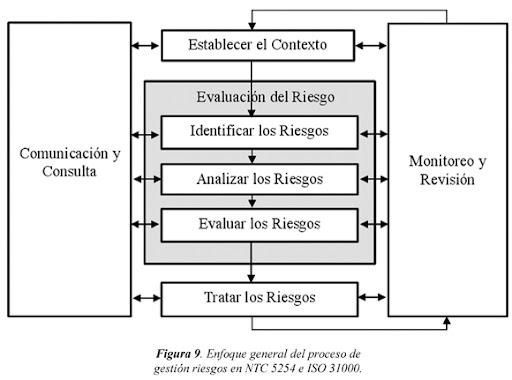 Establecer el Contexto
Evaluación del Riesgo
Identificar los Riesgos
Comunicación y
Consulta
Analizar los Riesgos
Monitoreo y
Revisión
Evaluar los Riesgos
Tratar los Riesgos
Figura 9. Enfoque general del proceso de
gestión riesgos en NTC 5254 e ISO 31000.